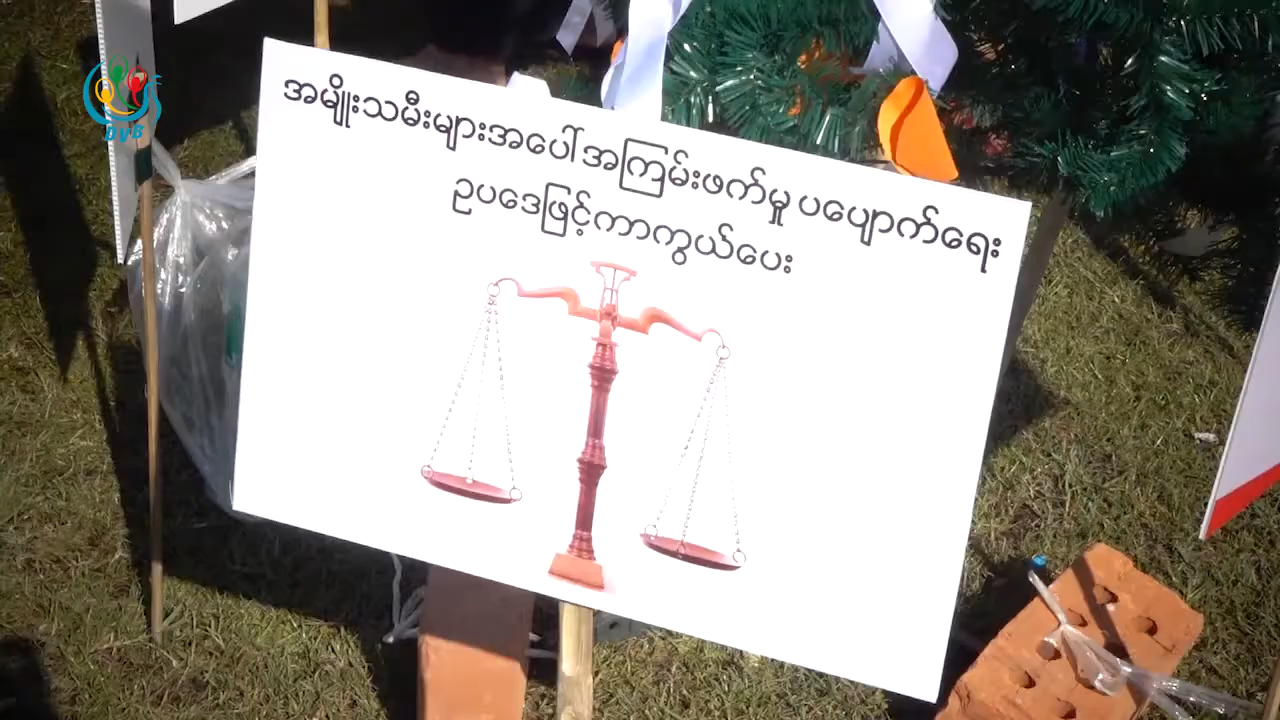 DVB
အမျိုးသမီးများအပေါ် အကြမ်းဖက်မှု ပပျောက်ရေး
ဥပဒေဖြင့်ကာကွယ်ပေး